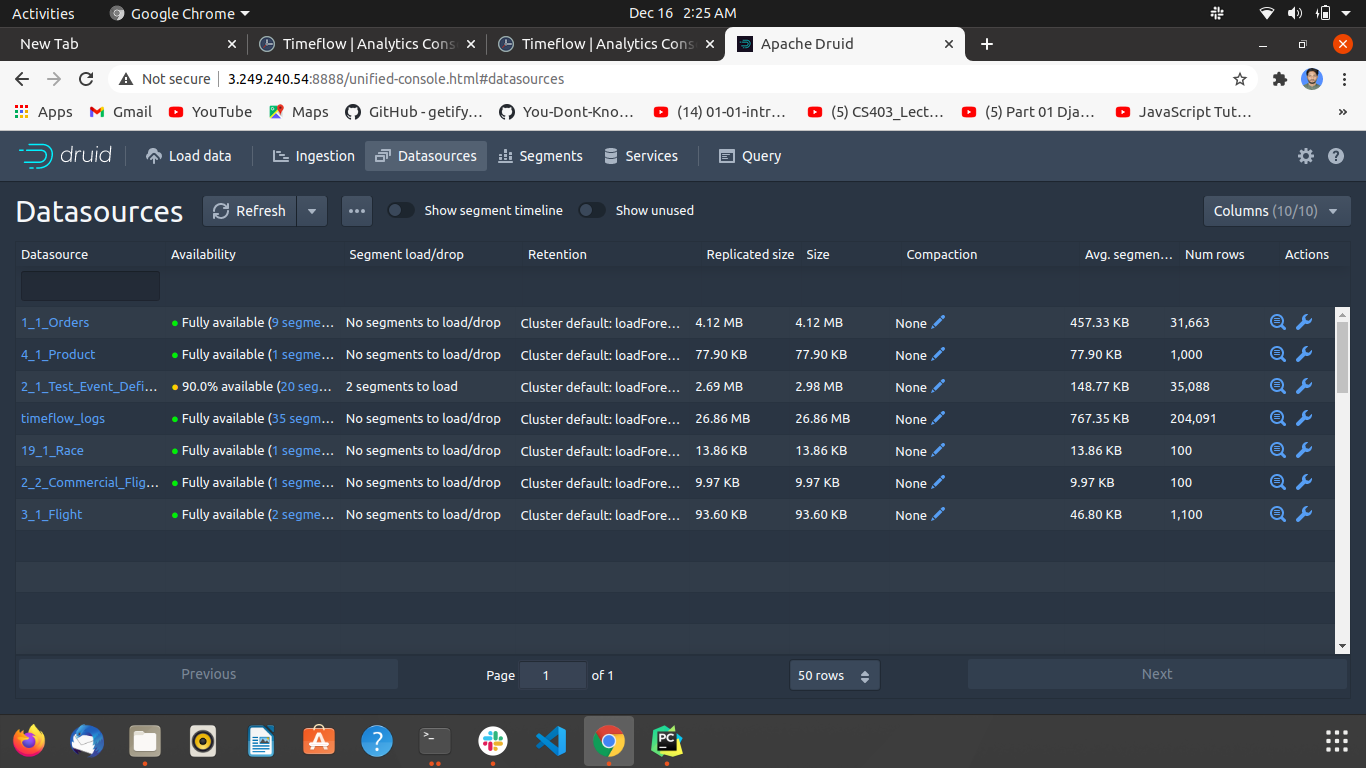 Activities Google Chrome Dec 16 2:25 AM
New Tab Timeflow | Analytics Cons Timeflow | Analytics Cons Apache Druid
Not secure 3.249.240.54:8888/unified-console.html#datasources
Apps Gmail YouTube Maps GitHub - getify/... You-Dont-Kno... (14) 01-01-intr... (5) CS403_Lect... (5) Part 01 Dja... JavaScript Tut... »
druid Load data Ingestion Datasources Segments Services Query
Datasources Refresh Show segment timeline Show unused Columns (10/10)
Datasource Availability Segment load/drop Retention Replicated size Size Compaction Avg. segmen... Num rows Actions
1_1_Orders Fully available (9 segme... No segments to load/drop Cluster default: loadFore... 4.12 MB 4.12 MB None 457.33 KB 31,663
4_1_Product Fully available (1 segme... No segments to load/drop Cluster default: loadFore... 77.90 KB 77.90 KB None 77.90 KB 1,000
2_1_Test_Event_Defi... 90.0% available (20 seg... 2 segments to load Cluster default: loadFore... 2.69 MB 2.98 MB None 148.77 KB 35,088
timeflow_logs Fully available (35 segm... No segments to load/drop Cluster default: loadFore... 26.86 MB 26.86 MB None 767.35 KB 204,091
19_1_Race Fully available (1 segme... No segments to load/drop Cluster default: loadFore... 13.86 KB 13.86 KB None 13.86 KB 100
2_2_Commercial_Flig... Fully available (1 segme... No segments to load/drop Cluster default: loadFore... 9.97 KB 9.97 KB None 9.97 KB 100
3_1_Flight Fully available (2 segme... No segments to load/drop Cluster default: loadFore... 93.60 KB 93.60 KB None 46.80 KB 1,100
Previous Page 1 of 1 50 rows Next
PC